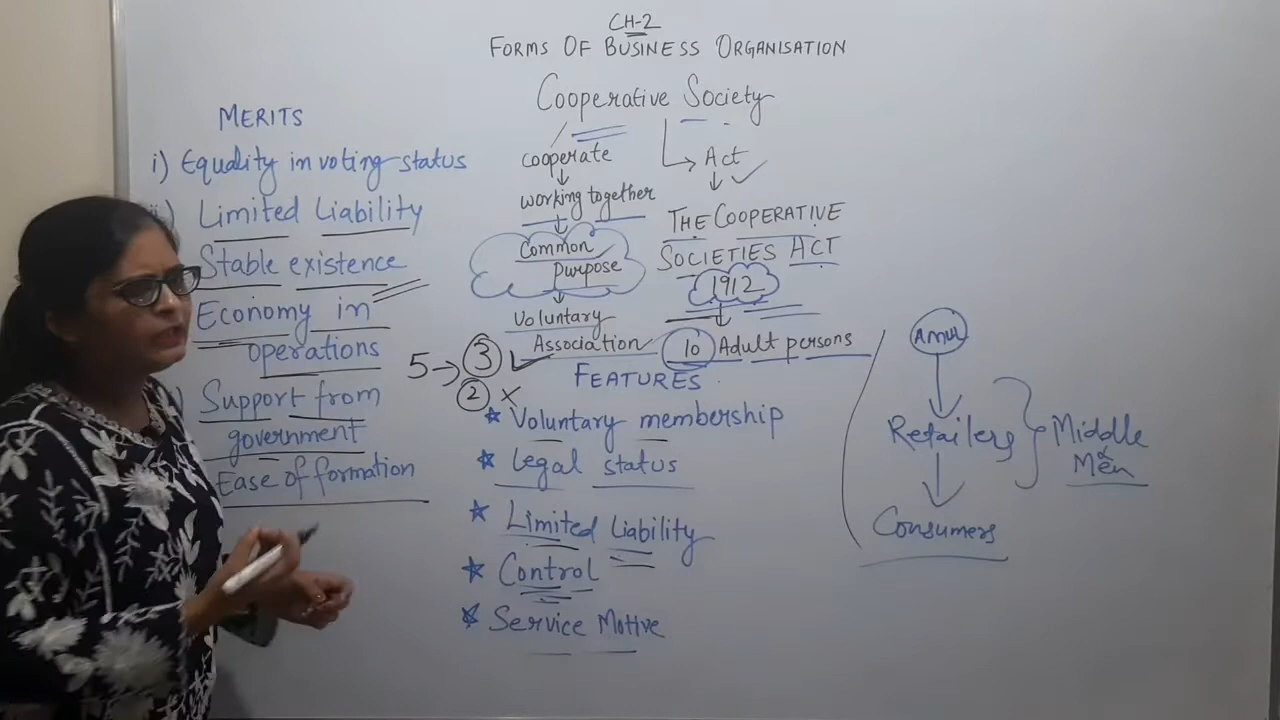 CH-2
FORMS OF BUSINESS ORGANISATION
Cooperative Society
cooperate
working together
Common
Purpose
Voluntary
Association
Act
THE COOPERATIVE
SOCIETIES ACT
1912
10 Adult persons
MERITS
i) Equality in voting status
ii) Limited Liability
Stable existence
Economy in
operations
) Support from
government
Ease of formation
5 → 3 ✓
2 ×
FEATURES
★ Voluntary membership
★ Legal status
★ Limited Liability
★ Control
★ Service Motive
Amul
Retailers
Consumers
Middle
Men